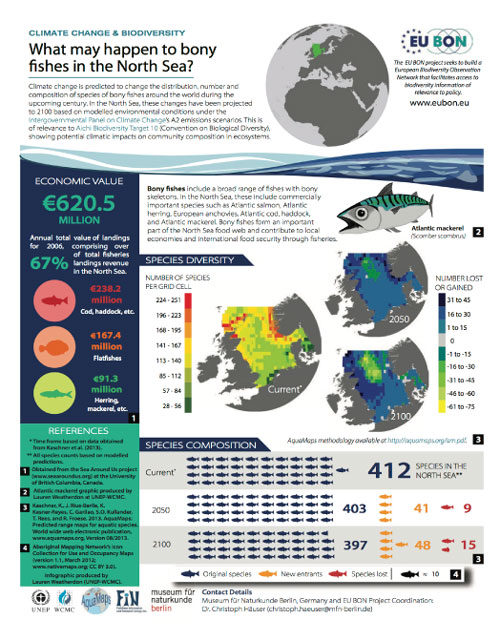 CLIMATE CHANGE & BIODIVERSITY
What may happen to bony
fishes in the North Sea?
Climate change is predicted to change the distribution, number and
composition of species of bony fishes around the world during the
upcoming century. In the North Sea, these changes have been projected
to 2100 based on modelled environmental conditions under the
Intergovernmental Panel on Climate Change's A2 emissions scenarios. This is
of relevance to Aichi Biodiversity Target 10 (Convention on Biological Diversity),
showing potential climatic impacts on community composition in ecosystems.
EU BON
The EU BON project seeks to build a
European Biodiversity Observation
Network that facilitates access to
biodiversity information of
relevance to policy.
www.eubon.eu
ECONOMIC VALUE
€620.5
MILLION
Annual total value of landings
for 2006, comprising over
67% of total fisheries
landings revenue
in the North Sea.
€238.2
million
Cod, haddock, etc.
€167.4
million
Flatfishes
€91.3
million
Herring,
mackerel, etc.
1
Bony fishes include a broad range of fishes with bony
skeletons. In the North Sea, these include commercially
important species such as Atlantic salmon, Atlantic
herring, European anchovies, Atlantic cod, haddock,
and Atlantic mackerel. Bony fishes form an important
part of the North Sea food web and contribute to local
economies and international food security through fisheries.
Atlantic mackerel
(Scomber scombrus)
2
SPECIES DIVERSITY
NUMBER OF SPECIES
PER GRID CELL
224 - 251
196 - 223
168 - 195
141 - 167
113 - 140
85 - 112
57 - 84
28 - 56
Current*
2050
2100
NUMBER LOST
OR GAINED
31 to 45
16 to 30
1 to 15
0
-1 to -15
-16 to -30
-31 to -45
-46 to -60
-61 to -75
AquaMaps methodology available at http://aquamaps.org/am.pdf.
3
REFERENCES
* Time frame based on data obtained
from Kaschner et al. (2013).
** All species counts based on modelled
predictions.
1 Obtained from the Sea Around Us project
(www.seaaroundus.org) at the University
of British Columbia, Canada.
2 Atlantic mackerel graphic produced by
Lauren Weatherdon at UNEP-WCMC.
3 Kaschner, K., J. Rius-Barile, K.
Kesner-Reyes, C. Garilao, S.O. Kullander,
T. Rees, and R. Froese. 2013. AquaMaps:
Predicted range maps for aquatic species.
World wide web electronic publication,
www.aquamaps.org, Version 08/2013.
4 Aboriginal Mapping Network's Icon
Collection for Use and Occupancy Maps
(version 1.1, March 2012;
www.nativemaps.org; CC BY 3.0).
Infographic produced by
Lauren Weatherdon (UNEP-WCMC).
SPECIES COMPOSITION
Current*
412 SPECIES IN THE
NORTH SEA**
2050
403
41
9
2100
397
48
15
3
Original species
New entrants
Species lost
≈ 10
4
UNEP
WCMC
AquaMaps
FIN
museum für
naturkunde
berlin
Contact Details
Museum für Naturkunde Berlin, Germany and EU BON Project Coordination:
Dr. Christoph Häuser (christoph.haeuser@mfn-berlin.de)